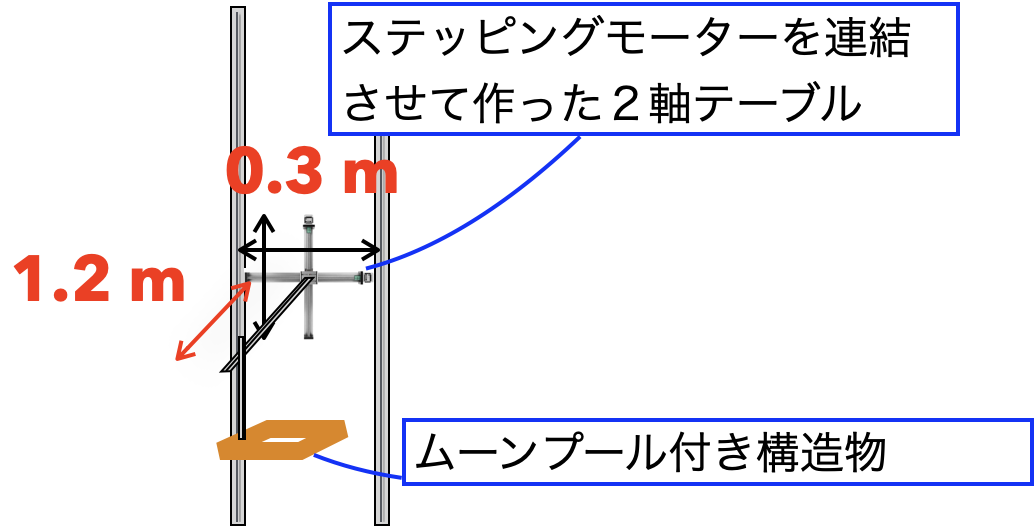 ステッピングモーターを連結
させて作った２軸テーブル
0.3 m
1.2 m
ムーンプール付き構造物